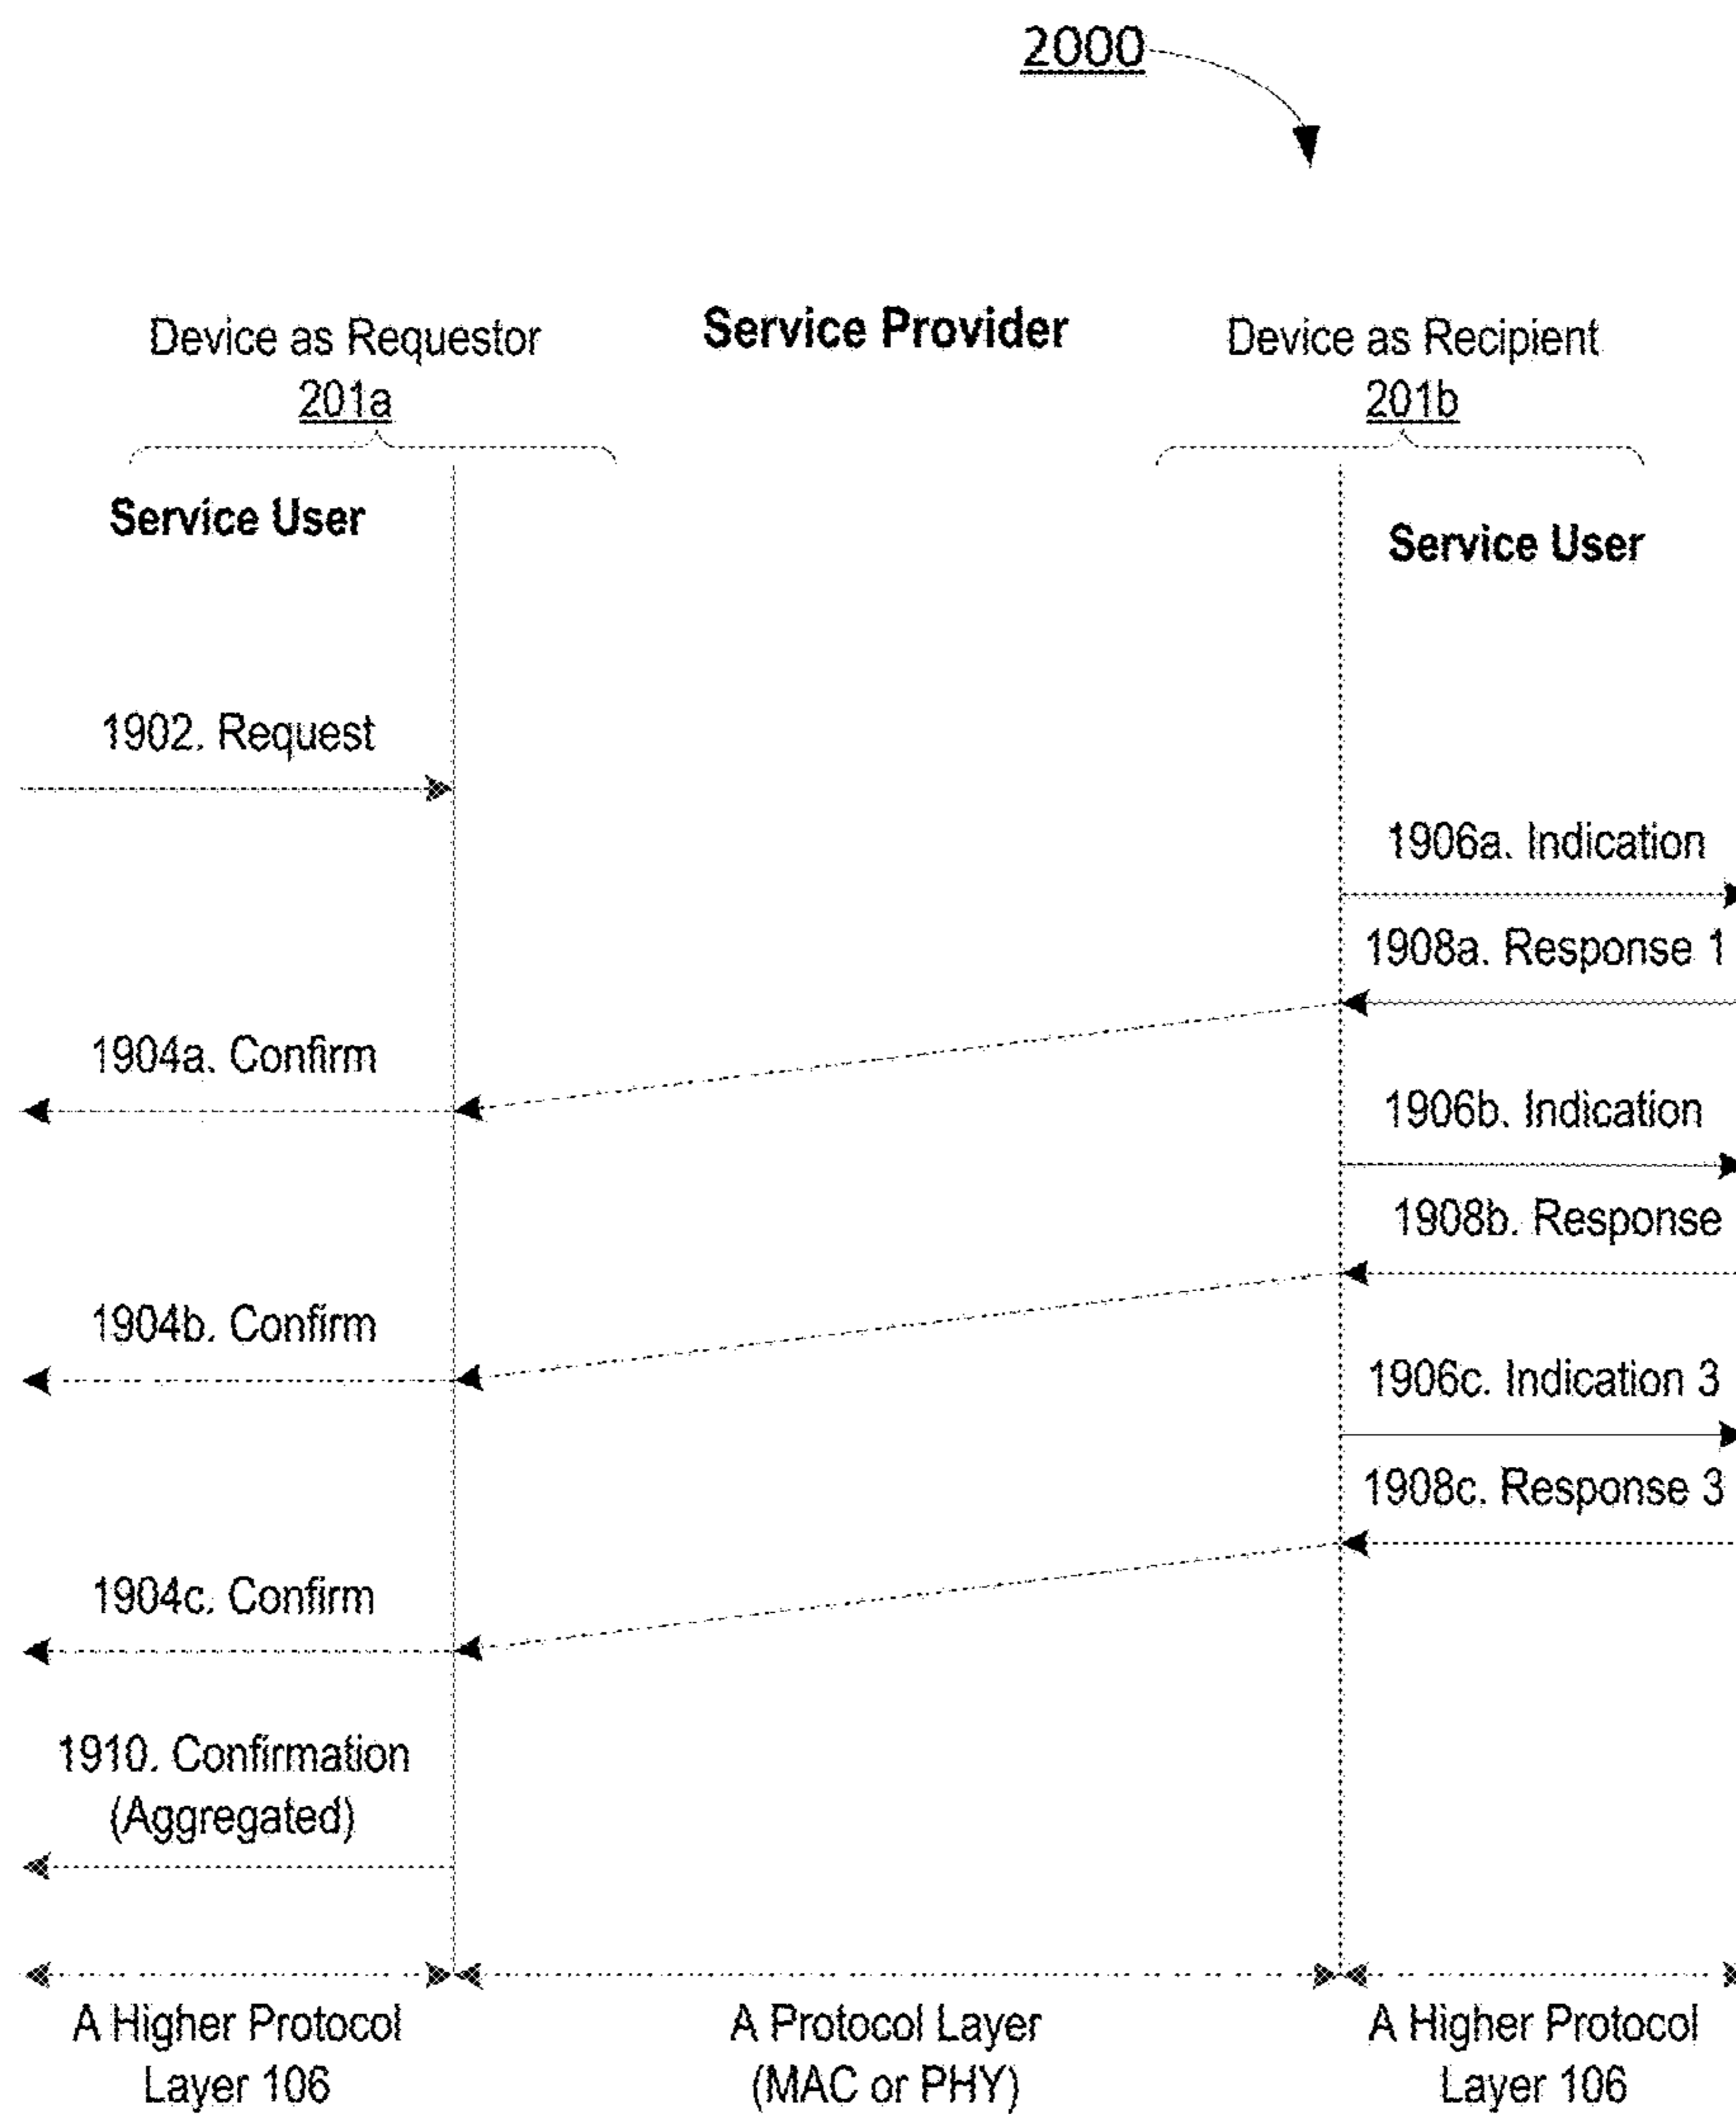 2000
Device as Requestor
201a
Service Provider
Device as Recipient
201b
Service User
Service User
1902. Request
1906a. Indication
1908a. Response 1
1904a. Confirm
1906b. Indication
1908b. Response
1904b. Confirm
1906c. Indication 3
1908c. Response 3
1904c. Confirm
1910. Confirmation
(Aggregated)
A Higher Protocol
Layer 106
A Protocol Layer
(MAC or PHY)
A Higher Protocol
Layer 106